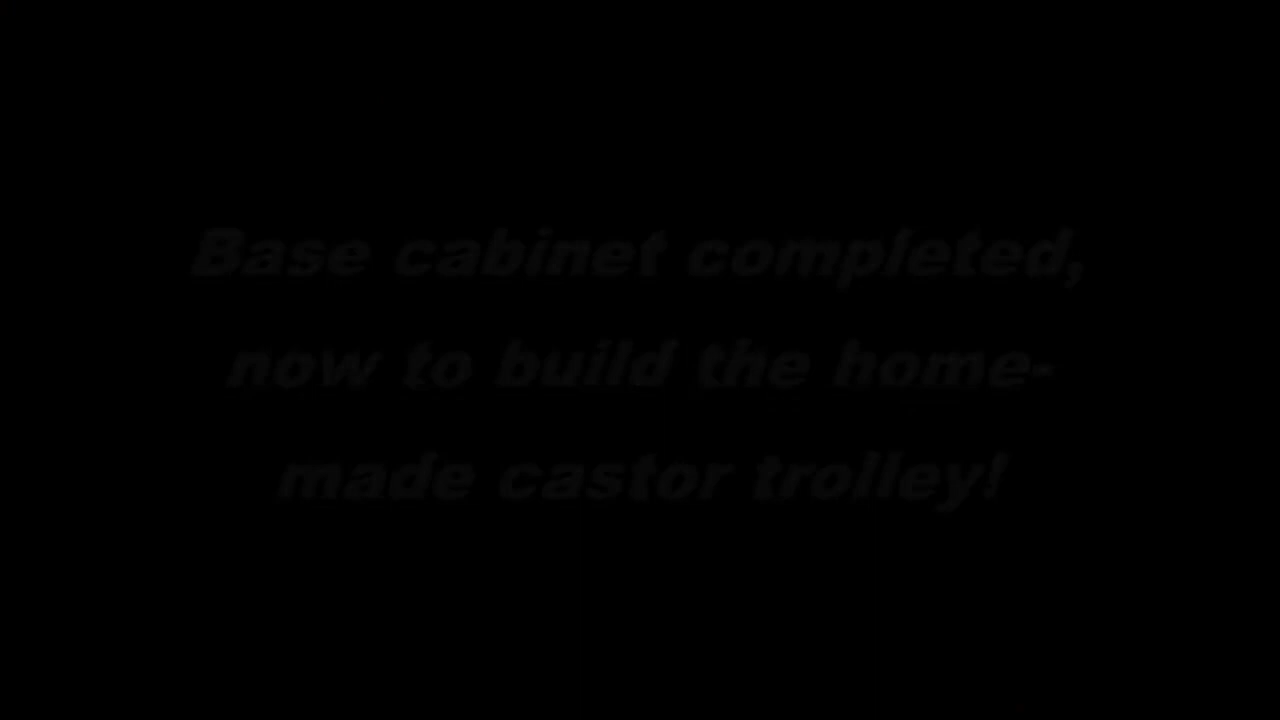 Base cabinet completed,
now to build the home-
made castor trolley!